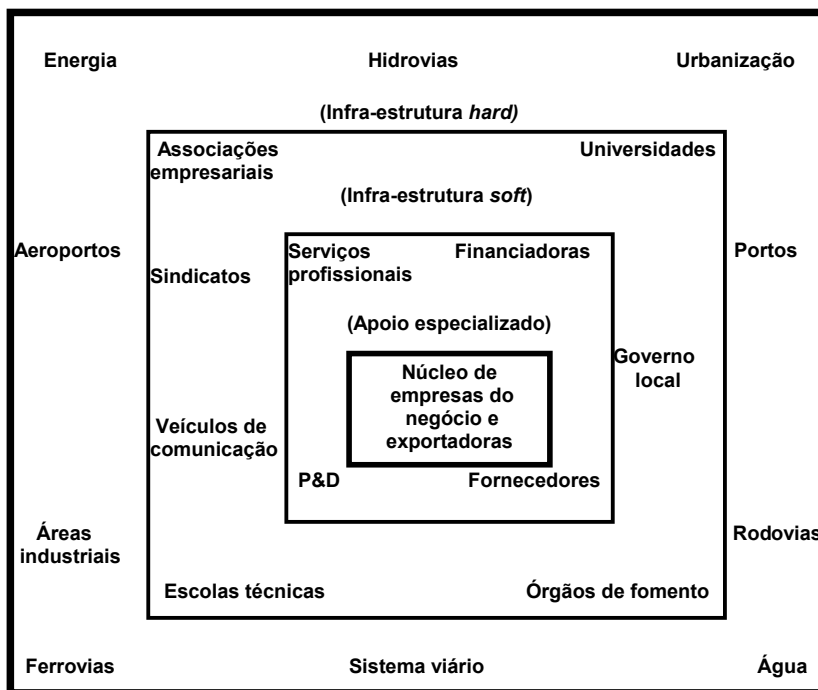 Energia
Hidrovias
Urbanização
(Infra-estrutura hard)
Associações
empresariais
Universidades
(Infra-estrutura soft)
Aeroportos
Sindicatos
Serviços
profissionais
Financiadoras
Portos
(Apoio especializado)
Governo
local
Núcleo de
empresas do
negócio e
exportadoras
Veículos de
comunicação
P&D
Fornecedores
Áreas
industriais
Rodovias
Escolas técnicas
Órgãos de fomento
Ferrovias
Sistema viário
Água